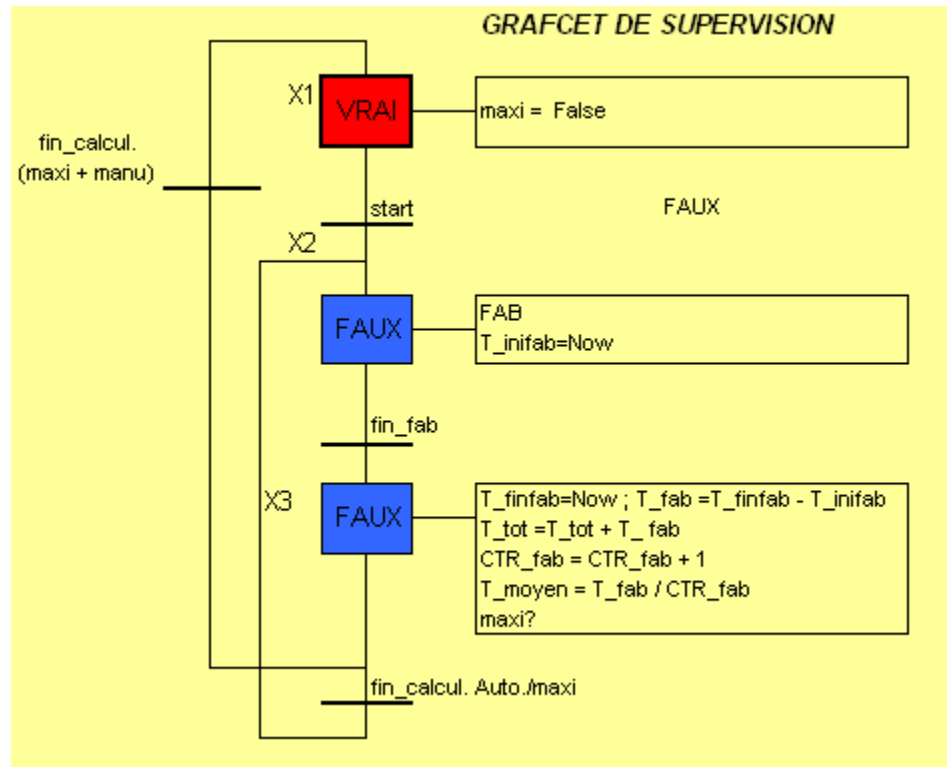 GRAFCET DE SUPERVISION
X1
VRAI
maxi = False
fin_calcul.
(maxi + manu)
start
FAUX
X2
FAUX
FAB
T_inifab=Now
fin_fab
X3
FAUX
T_finfab=Now ; T_fab =T_finfab - T_inifab
T_tot =T_tot + T_ fab
CTR_fab = CTR_fab + 1
T_moyen = T_fab / CTR_fab
maxi?
fin_calcul. Auto./maxi